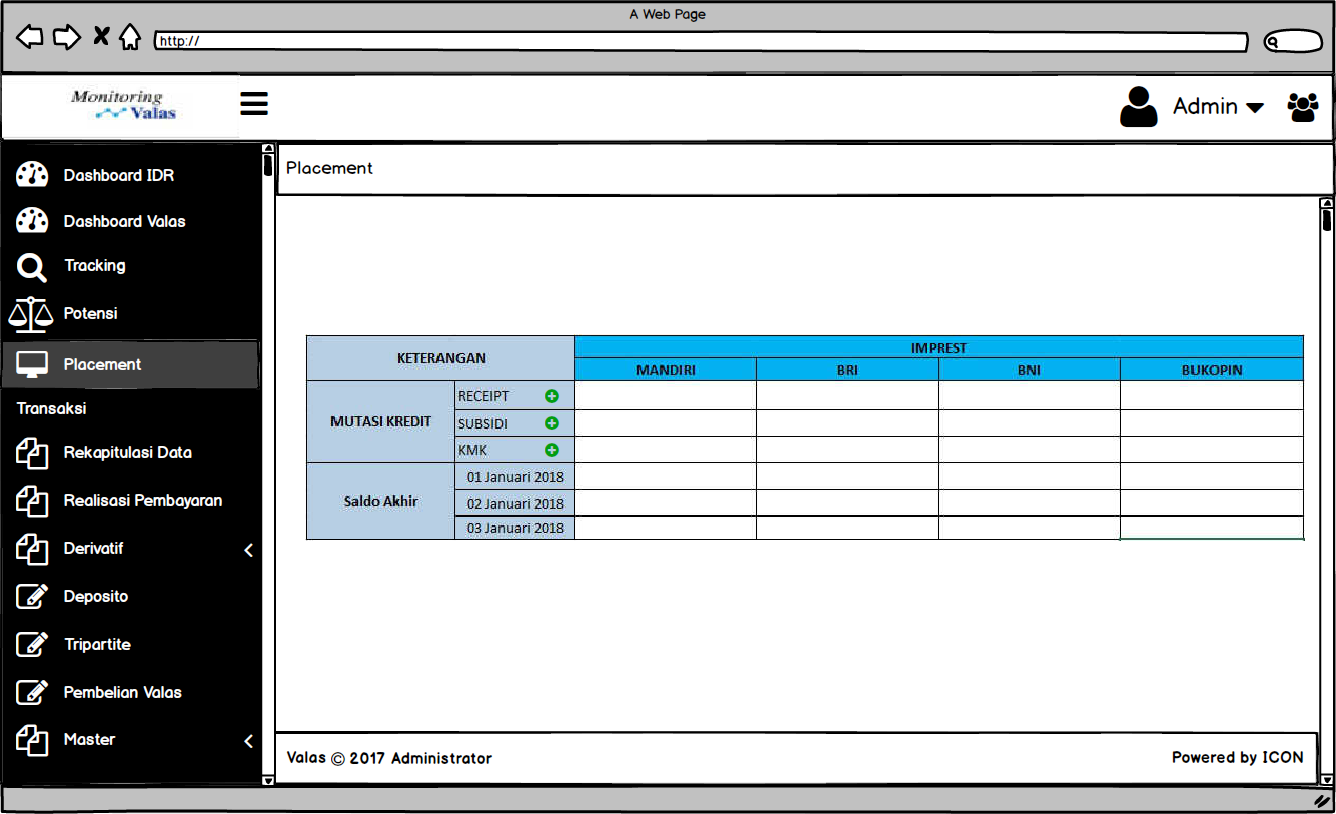 A Web Page
http://
Monitoring
Valas
Admin
Dashboard IDR
Dashboard Valas
Tracking
Potensi
Placement
Transaksi
Rekapitulasi Data
Realisasi Pembayaran
Derivatif
Deposito
Tripartite
Pembelian Valas
Master
Placement
KETERANGAN
IMPREST
MANDIRI BRI BNI BUKOPIN
MUTASI KREDIT
RECEIPT
SUBSIDI
KMK
Saldo Akhir
01 Januari 2018
02 Januari 2018
03 Januari 2018
Valas © 2017 Administrator
Powered by ICON